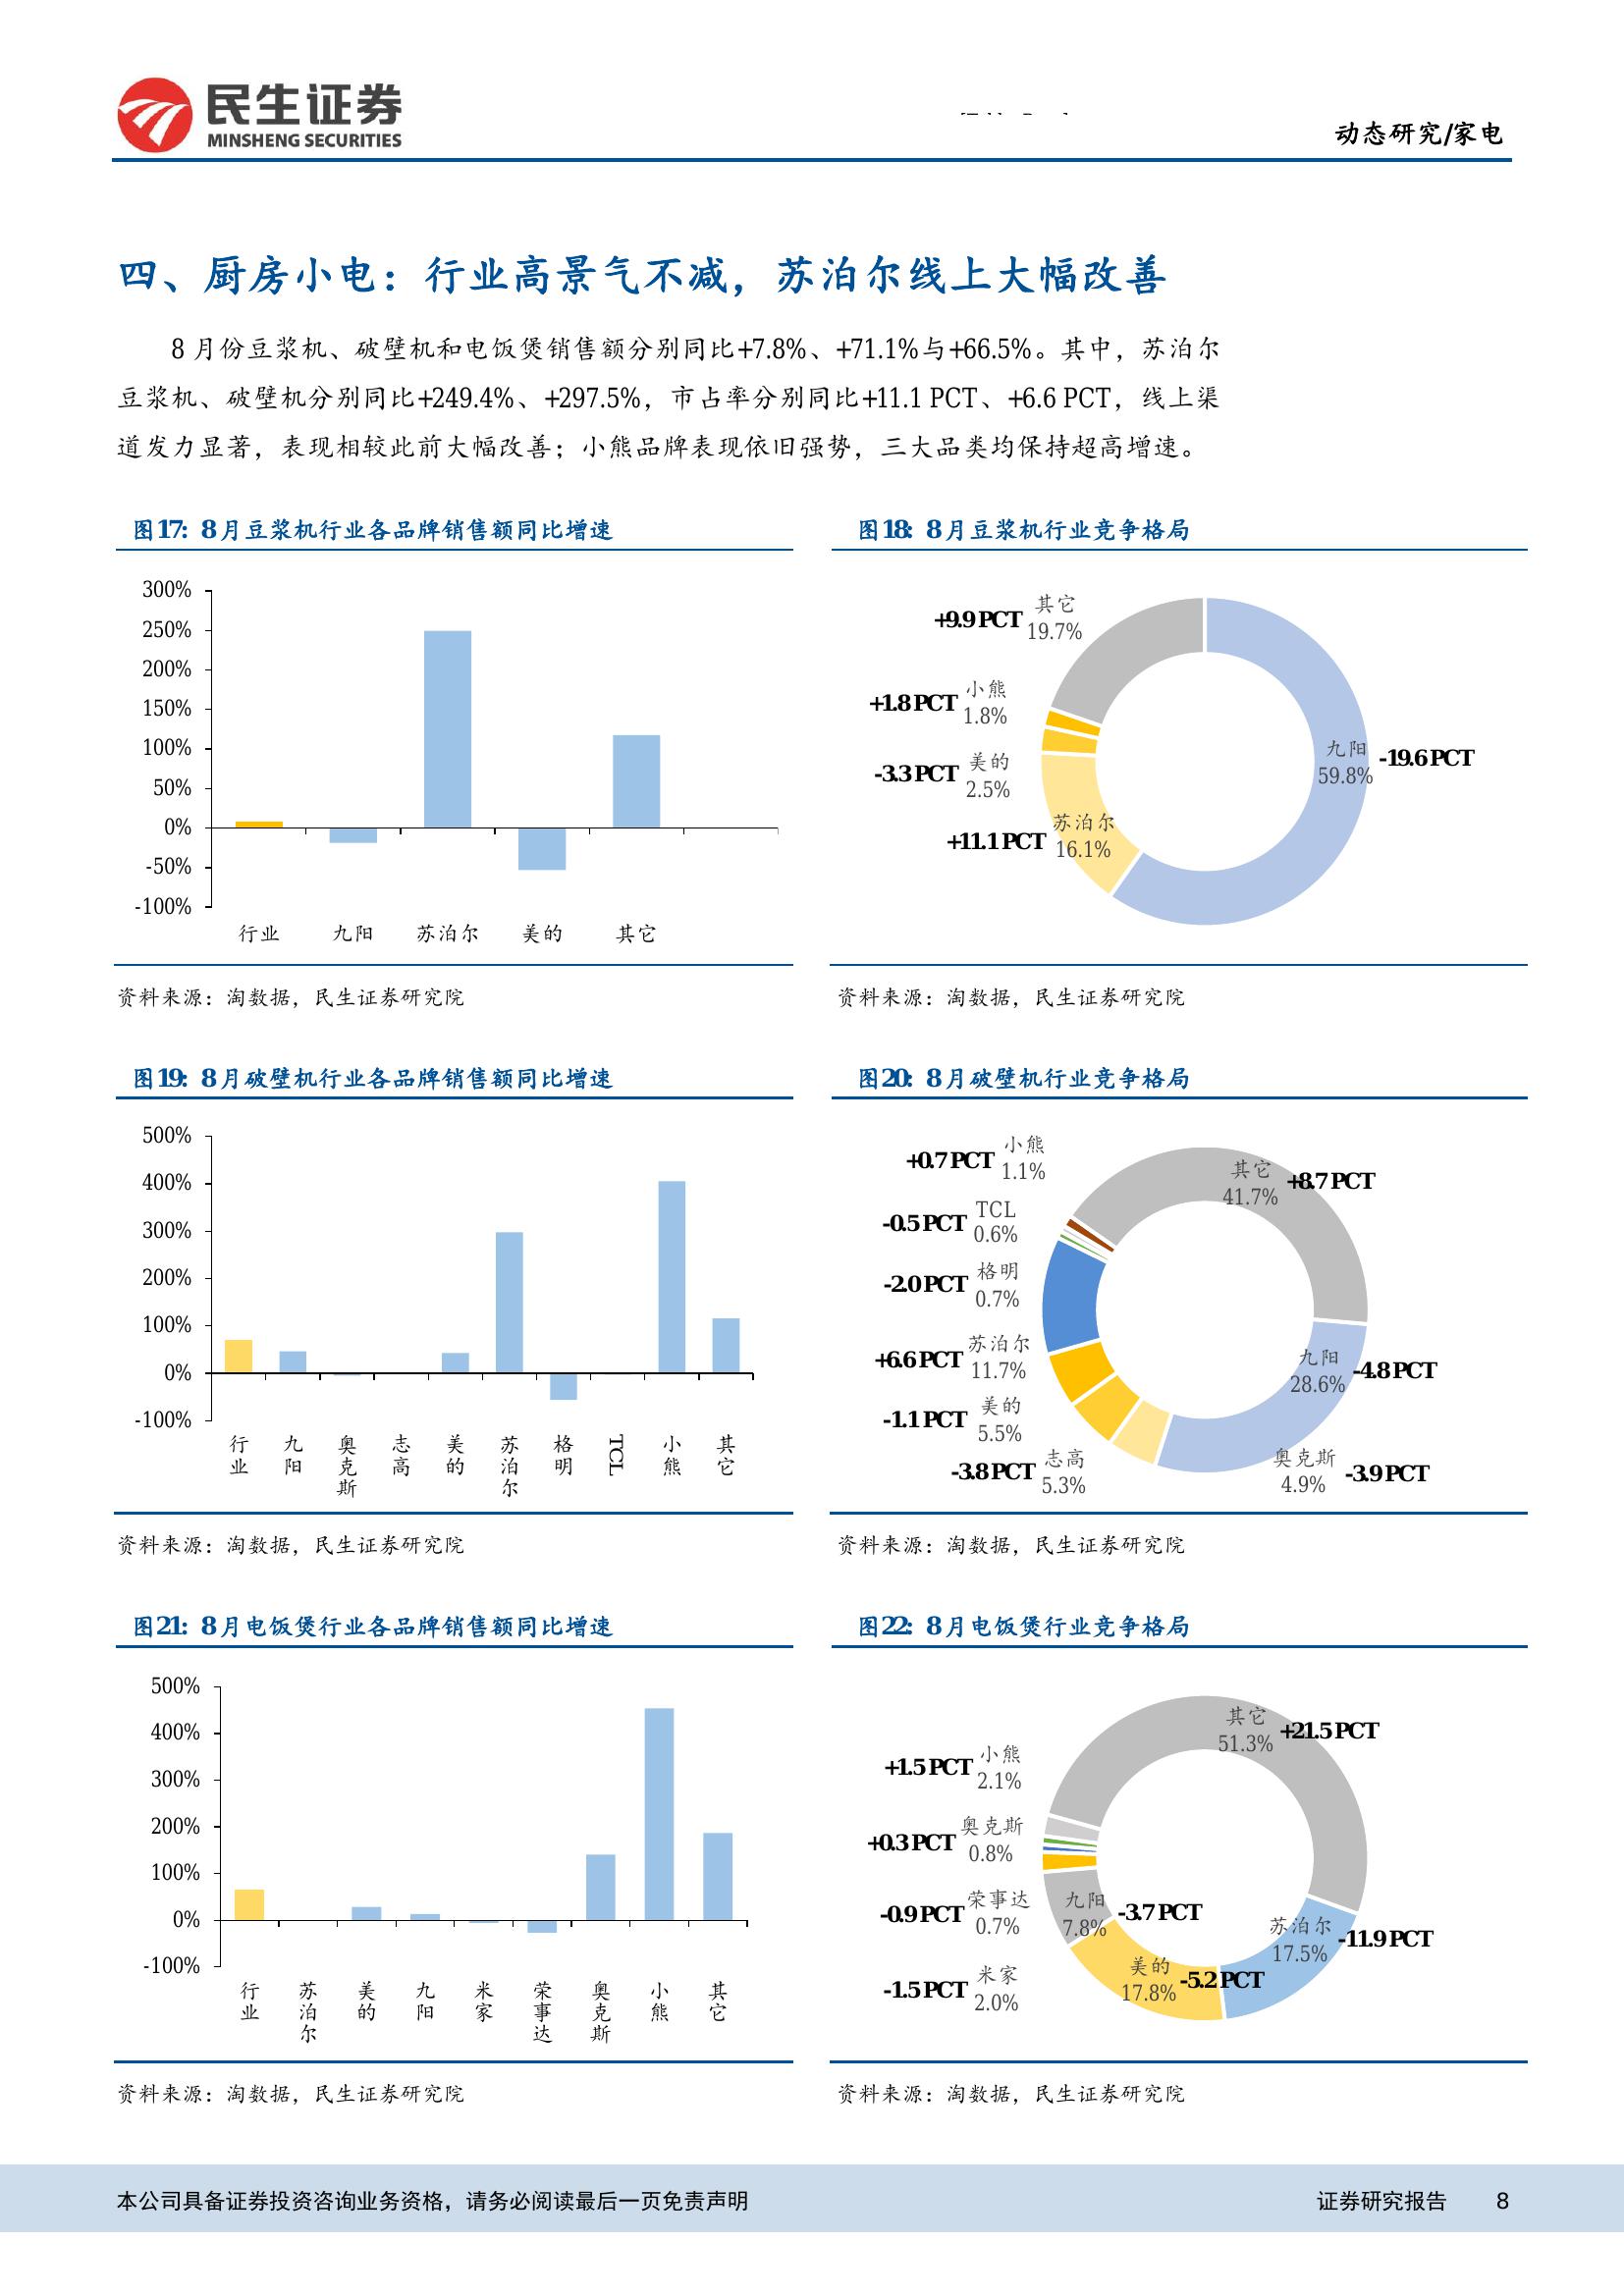 民生证券
MINSHENG SECURITIES
动态研究/家电
四、厨房小电：行业高景气不减，苏泊尔线上大幅改善
8 月份豆浆机、破壁机和电饭煲销售额分别同比+7.8%、+71.1%与+66.5%。其中，苏泊尔
豆浆机、破壁机分别同比+249.4%、+297.5%，市占率分别同比+11.1 PCT、+6.6 PCT，线上渠
道发力显著，表现相较此前大幅改善；小熊品牌表现依旧强势，三大品类均保持超高增速。
图17：8月豆浆机行业各品牌销售额同比增速
300%
250%
200%
150%
100%
50%
0%
-50%
-100%
行业 九阳 苏泊尔 美的 其它
资料来源：淘数据，民生证券研究院
图18：8月豆浆机行业竞争格局
+9.9 PCT 其它
19.7%
+1.8 PCT 小熊
1.8%
-3.3 PCT 美的
2.5%
+11.1 PCT 苏泊尔
16.1%
九阳 -19.6 PCT
59.8%
资料来源：淘数据，民生证券研究院
图19：8月破壁机行业各品牌销售额同比增速
500%
400%
300%
200%
100%
0%
-100%
行业 九阳 奥克斯 志高 美的 苏泊尔 格明 TCL 小熊 其它
资料来源：淘数据，民生证券研究院
图20：8月破壁机行业竞争格局
+0.7 PCT 小熊
1.1%
-0.5 PCT TCL
0.6%
-2.0 PCT 格明
0.7%
+6.6 PCT 苏泊尔
11.7%
-1.1 PCT 美的
5.5%
-3.8 PCT 志高
5.3%
其它 +8.7 PCT
41.7%
九阳 -4.8 PCT
28.6%
奥克斯 -3.9 PCT
4.9%
资料来源：淘数据，民生证券研究院
图21：8月电饭煲行业各品牌销售额同比增速
500%
400%
300%
200%
100%
0%
-100%
行业 苏泊尔 美的 九阳 米家 荣事达 奥克斯 小熊 其它
资料来源：淘数据，民生证券研究院
图22：8月电饭煲行业竞争格局
+1.5 PCT 小熊
2.1%
+0.3 PCT 奥克斯
0.8%
-0.9 PCT 荣事达
0.7%
-1.5 PCT 米家
2.0%
其它 +21.5 PCT
51.3%
九阳 -3.7 PCT
7.8%
美的 -5.2 PCT
17.8%
苏泊尔 -11.9 PCT
17.5%
资料来源：淘数据，民生证券研究院
本公司具备证券投资咨询业务资格，请务必阅读最后一页免责声明
证券研究报告 8